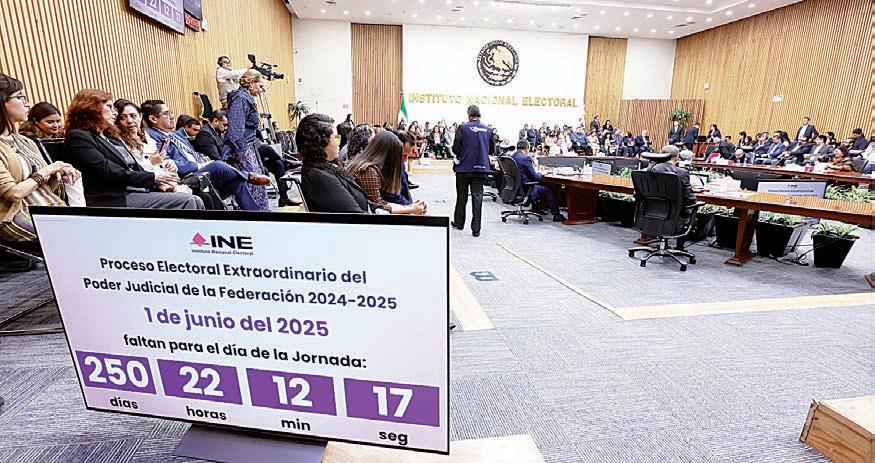 22 12
INSTITUTO NACIONAL ELECTORAL
INE
Instituto Nacional Electoral
Proceso Electoral Extraordinario del
Poder Judicial de la Federación 2024-2025
1 de junio del 2025
faltan para el día de la Jornada:
250 22 12 17
días horas min seg